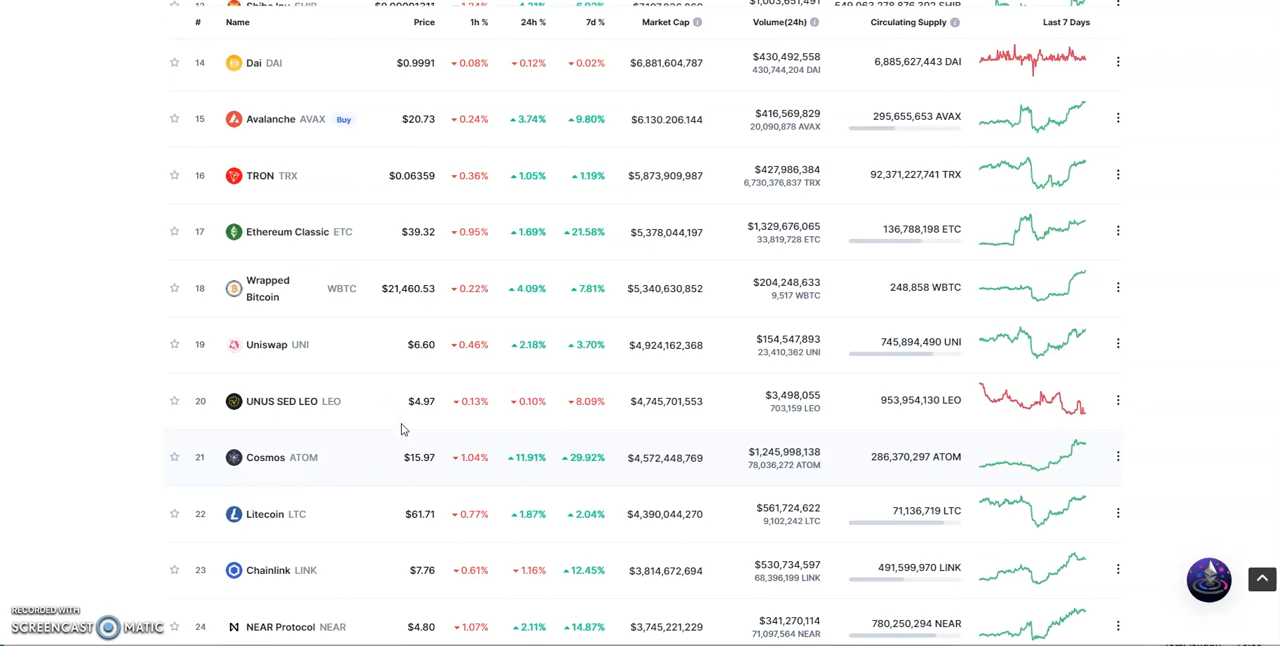 # Name Price 1h % 24h % 7d % Market Cap Volume(24h) Circulating Supply Last 7 Days
14 Dai DAI $0.9991 0.08% 0.12% 0.02% $6,881,604,787 $430,492,558 6,885,627,443 DAI
430,744,204 DAI
15 Avalanche AVAX Buy $20.73 0.24% 3.74% 9.80% $6.130.206.144 $416,569,829 295,655,653 AVAX
20,090,878 AVAX
16 TRON TRX $0.06359 0.36% 1.05% 1.19% $5,873,909,987 $427,986,384 92,371,227,741 TRX
6,730,376,837 TRX
17 Ethereum Classic ETC $39.32 0.95% 1.69% 21.58% $5,378,044,197 $1,329,676,065 136,788,198 ETC
33,819,728 ETC
18 Wrapped Bitcoin WBTC $21,460.53 0.22% 4.09% 7.81% $5,340,630,852 $204,248,633 248,858 WBTC
9,517 WBTC
19 Uniswap UNI $6.60 0.46% 2.18% 3.70% $4,924,162,368 $154,547,893 745,894,490 UNI
23,410,362 UNI
20 UNUS SED LEO LEO $4.97 0.13% 0.10% 8.09% $4,745,701,553 $3,498,055 953,954,130 LEO
703,159 LEO
21 Cosmos ATOM $15.97 1.04% 11.91% 29.92% $4,572,448,769 $1,245,998,138 286,370,297 ATOM
78,036,272 ATOM
22 Litecoin LTC $61.71 0.77% 1.87% 2.04% $4,390,044,270 $561,724,622 71,136,719 LTC
9,102,242 LTC
23 Chainlink LINK $7.76 0.61% 1.16% 12.45% $3,814,672,694 $530,734,597 491,599,970 LINK
68,396,199 LINK
24 NEAR Protocol NEAR $4.80 1.07% 2.11% 14.87% $3,745,221,229 $341,270,114 780,250,294 NEAR
71,097,564 NEAR
RECORDED WITH
SCREENCAST MATIC